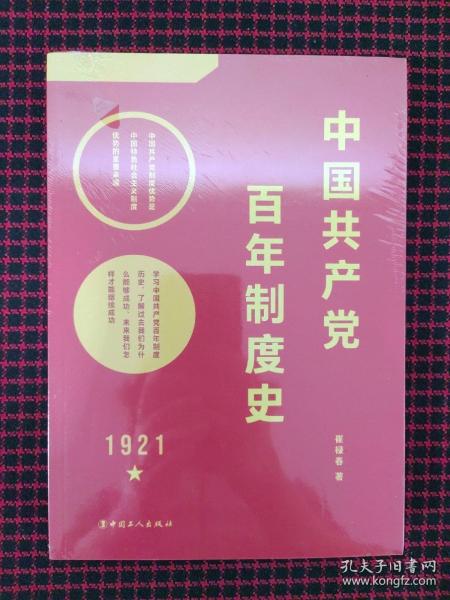 中国共产党
百年制度史
崔禄春 著
中国共产党制度优势是
中国特色社会主义制度
优势的重要来源
学习中国共产党百年制度
历史，了解过去我们为什
么能够成功、未来我们怎
样才能继续成功
1921
中国工人出版社
孔夫子旧书网
www.kongfz.com